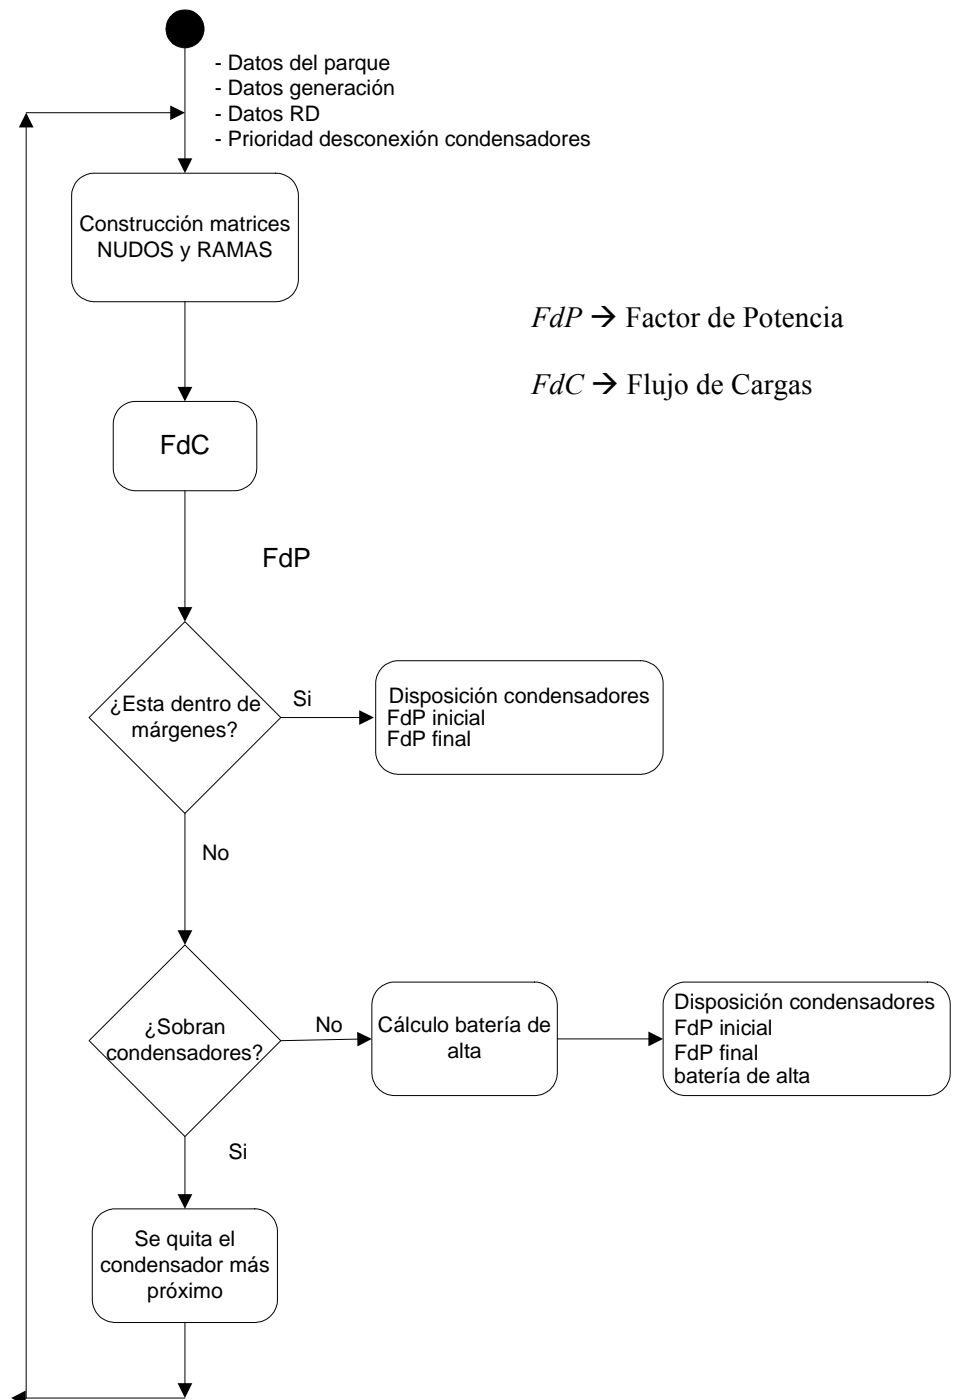 - Datos del parque
- Datos generación
- Datos RD
- Prioridad desconexión condensadores
Construcción matrices
NUDOS y RAMAS
FdP → Factor de Potencia
FdC → Flujo de Cargas
FdC
FdP
¿Esta dentro de
márgenes?
Si
Disposición condensadores
FdP inicial
FdP final
No
¿Sobran
condensadores?
No
Cálculo batería de
alta
Disposición condensadores
FdP inicial
FdP final
batería de alta
Si
Se quita el
condensador más
próximo